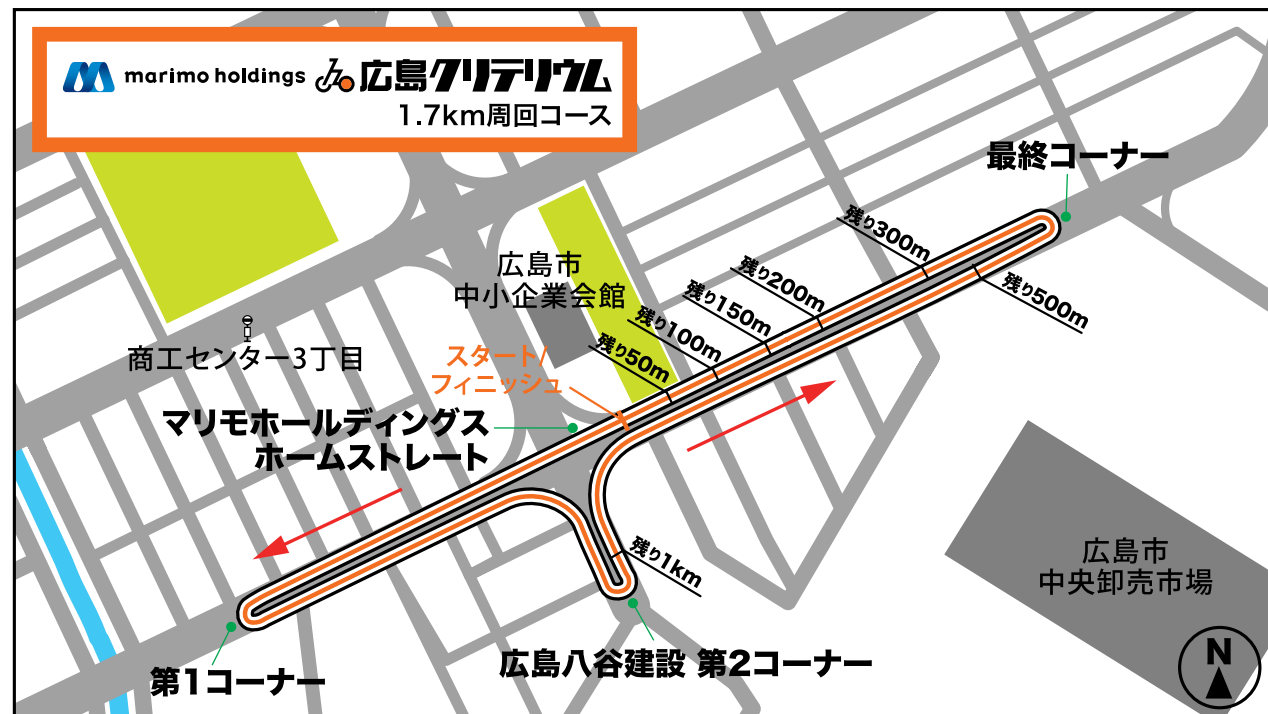 marimo holdings 広島クリテリウム
1.7km周回コース
最終コーナー
残り300m
広島市
中小企業会館
残り200m
残り150m
残り500m
残り100m
商工センター3丁目
スタート/
フィニッシュ
残り50m
マリモホールディングス
ホームストレート
残り1km
広島市
中央卸売市場
広島八谷建設 第2コーナー
第1コーナー
N